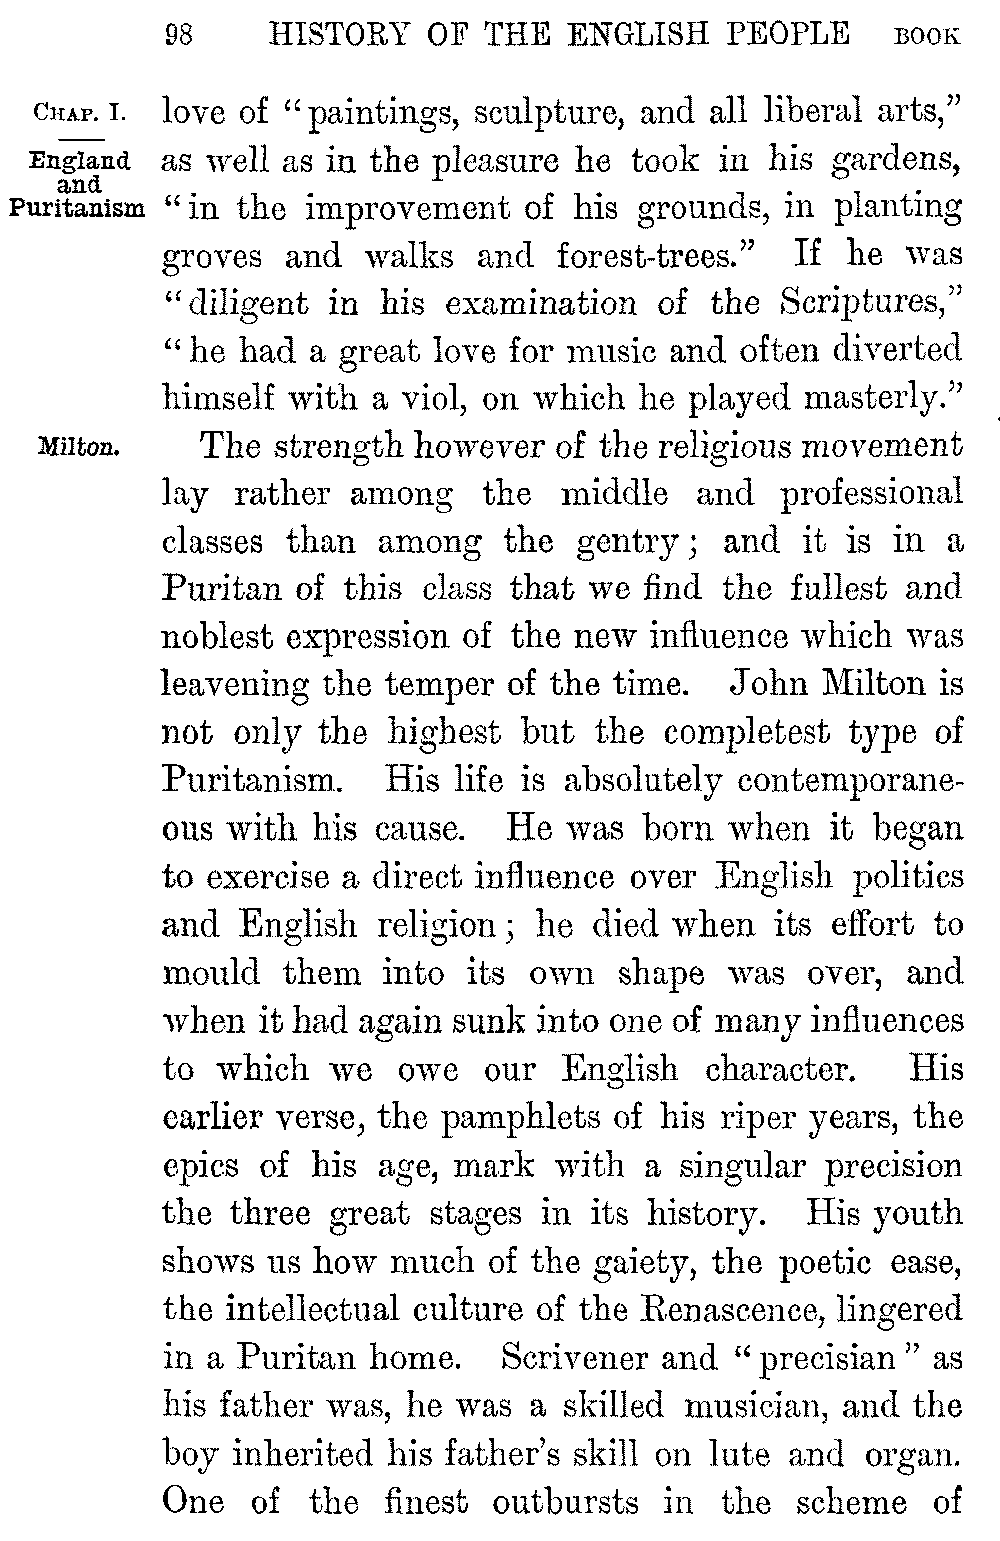 98 HISTORY OF THE ENGLISH PEOPLE BOOK
CHAP. I.
England
and
Puritanism
love of “paintings, sculpture, and all liberal arts,”
as well as in the pleasure he took in his gardens,
“in the improvement of his grounds, in planting
groves and walks and forest-trees.” If he was
“diligent in his examination of the Scriptures,”
“he had a great love for music and often diverted
himself with a viol, on which he played masterly.”
Milton.
The strength however of the religious movement
lay rather among the middle and professional
classes than among the gentry; and it is in a
Puritan of this class that we find the fullest and
noblest expression of the new influence which was
leavening the temper of the time. John Milton is
not only the highest but the completest type of
Puritanism. His life is absolutely contemporane-
ous with his cause. He was born when it began
to exercise a direct influence over English politics
and English religion; he died when its effort to
mould them into its own shape was over, and
when it had again sunk into one of many influences
to which we owe our English character. His
earlier verse, the pamphlets of his riper years, the
epics of his age, mark with a singular precision
the three great stages in its history. His youth
shows us how much of the gaiety, the poetic ease,
the intellectual culture of the Renascence, lingered
in a Puritan home. Scrivener and “precisian” as
his father was, he was a skilled musician, and the
boy inherited his father’s skill on lute and organ.
One of the finest outbursts in the scheme of